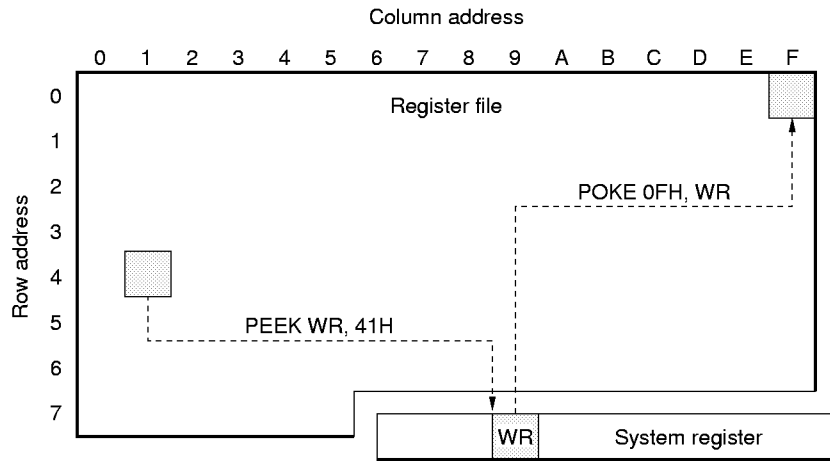 Column address
0 1 2 3 4 5 6 7 8 9 A B C D E F
0
Register file
1
2
POKE 0FH, WR
3
Row address
4
5
PEEK WR, 41H
6
7
WR
System register